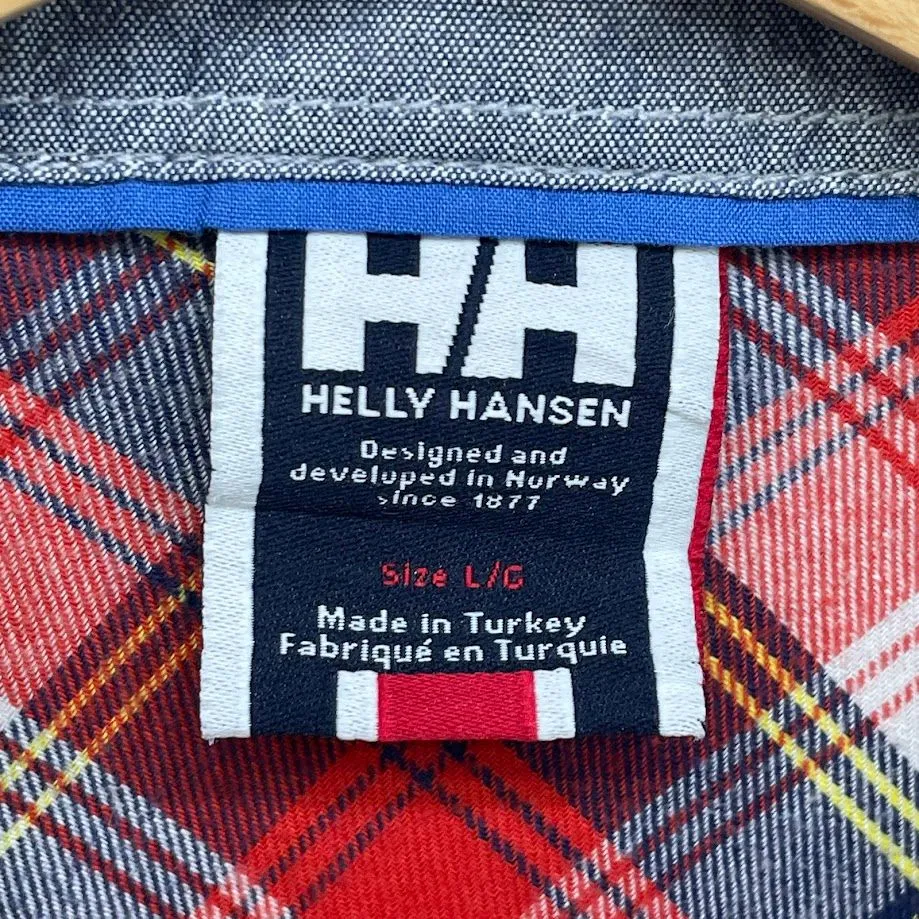 HH
HELLY HANSEN
Designed and
developed in Norway
since 1877
Size L/G
Made in Turkey
Fabriqué en Turquie